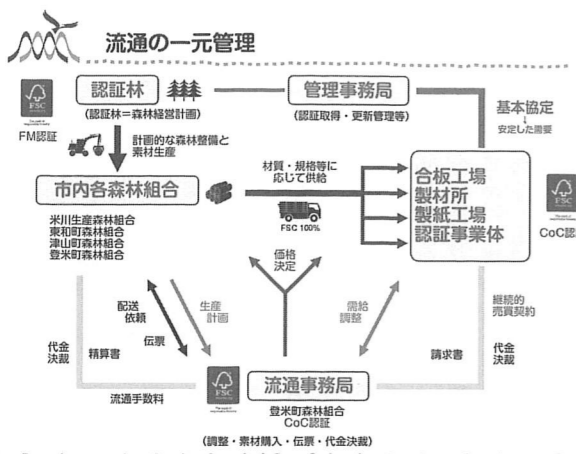 流通の一元管理
認証林
(認証林=森林経営計画)
管理事務局
(認証取得・更新管理等)
FSC
FM認証
計画的な森林整備と
素材生産
基本協定
安定した需要
市内各森林組合
米川生産森林組合
東和町森林組合
津山町森林組合
登米町森林組合
材質・規格等に
応じて供給
FSC 100%
合板工場
製材所
製紙工場
認証事業体
FSC
CoC認証
価格
決定
配送
依頼
伝票
生産
計画
需給
調整
継続的
売買契約
代金
決裁
精算書
請求書
代金
決裁
流通手数料
FSC
流通事務局
登米町森林組合
CoC認証
(調整・素材購入・伝票・代金決裁)